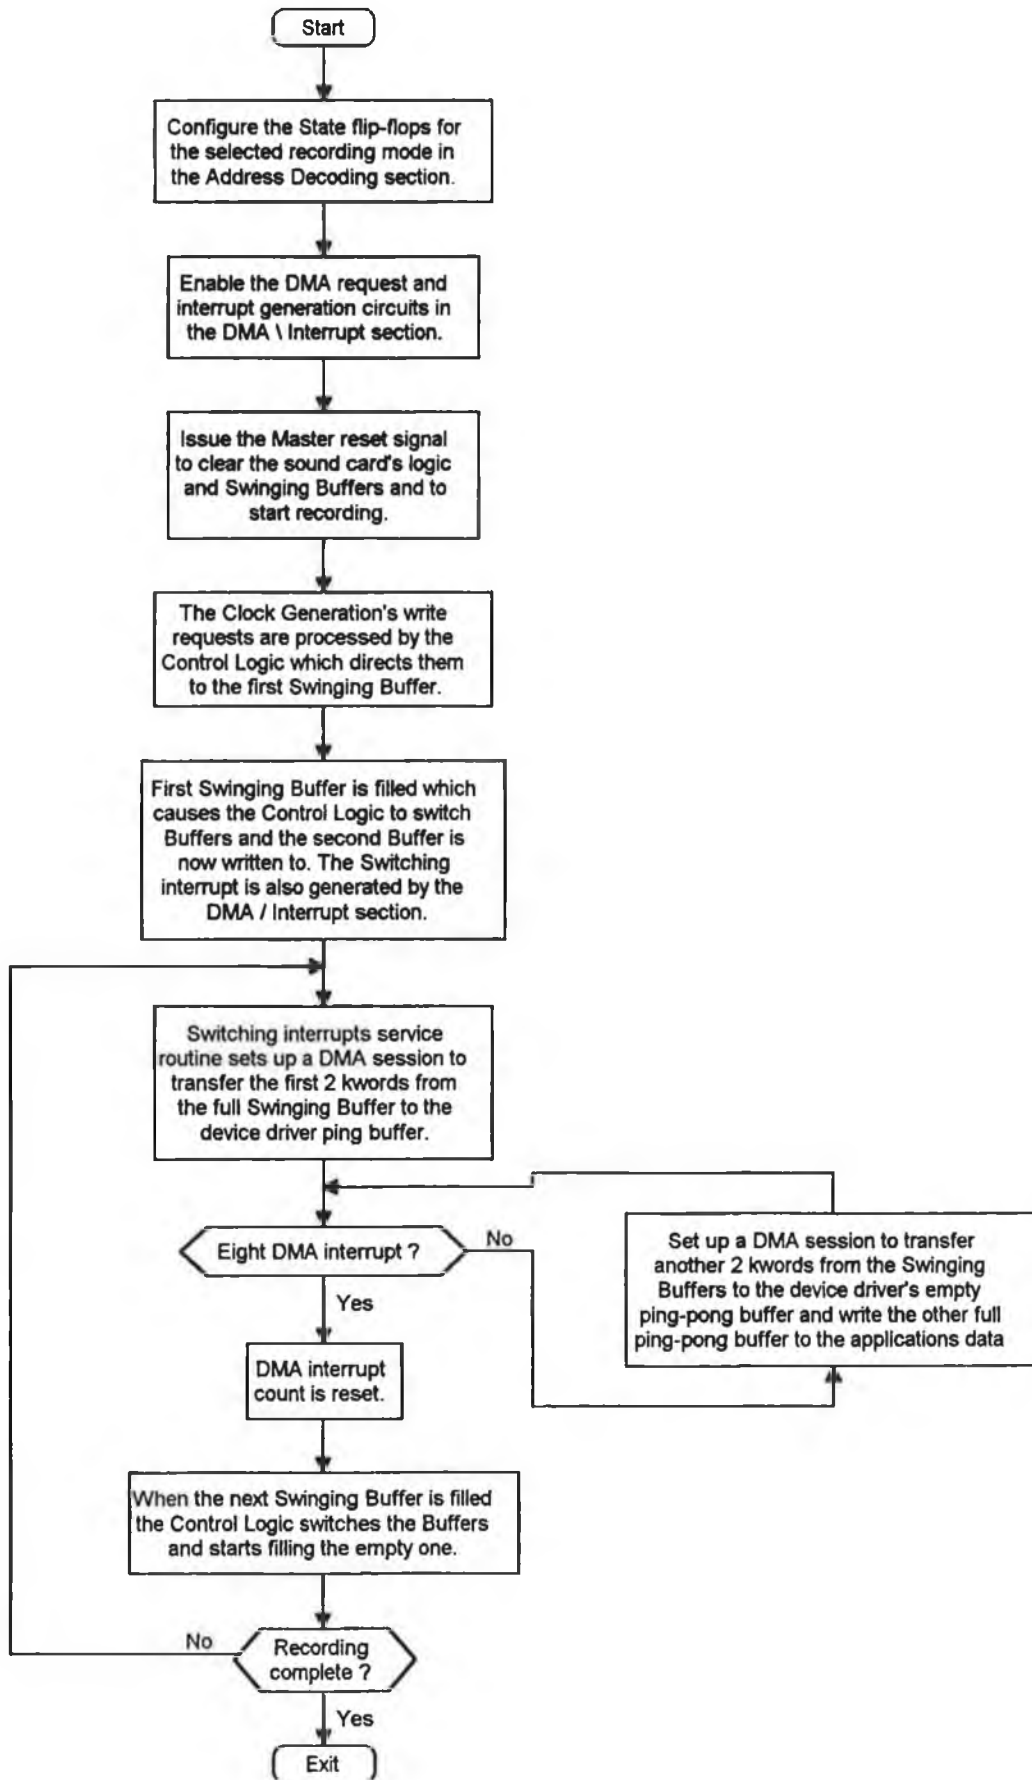 Start
Configure the State flip-flops for
the selected recording mode in
the Address Decoding section.
Enable the DMA request and
interrupt generation circuits in
the DMA \ Interrupt section.
Issue the Master reset signal
to clear the sound card's logic
and Swinging Buffers and to
start recording.
The Clock Generation's write
requests are processed by the
Control Logic which directs them
to the first Swinging Buffer.
First Swinging Buffer is filled which
causes the Control Logic to switch
Buffers and the second Buffer is
now written to. The Switching
interrupt is also generated by the
DMA / Interrupt section.
Switching interrupts service
routine sets up a DMA session to
transfer the first 2 kwords from
the full Swinging Buffer to the
device driver ping buffer.
Eight DMA interrupt ?
No
Set up a DMA session to transfer
another 2 kwords from the Swinging
Buffers to the device driver's empty
ping-pong buffer and write the other full
ping-pong buffer to the applications data
Yes
DMA interrupt
count is reset.
When the next Swinging Buffer is filled
the Control Logic switches the Buffers
and starts filling the empty one.
No
Recording
complete ?
Yes
Exit